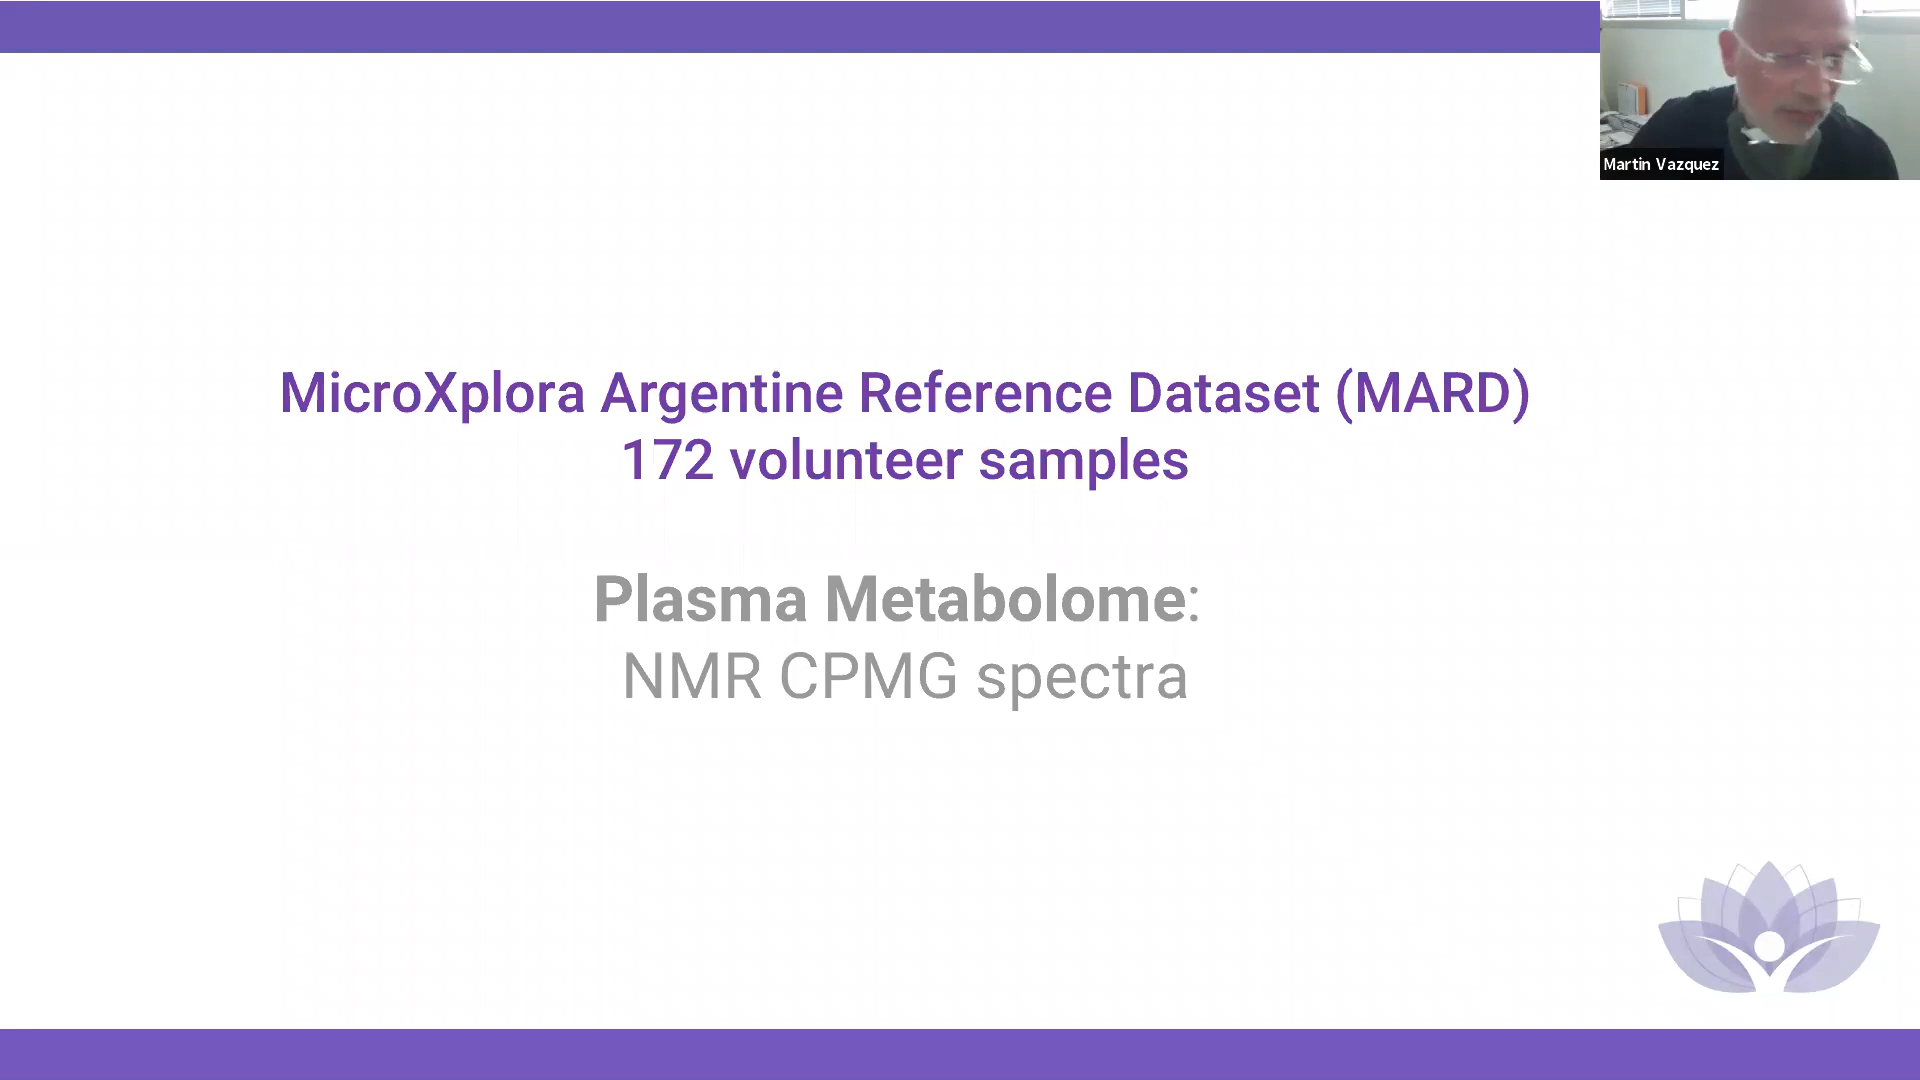 MicroXplora Argentine Reference Dataset (MARD)
172 volunteer samples
Plasma Metabolome:
NMR CPMG spectra
Martin Vazquez